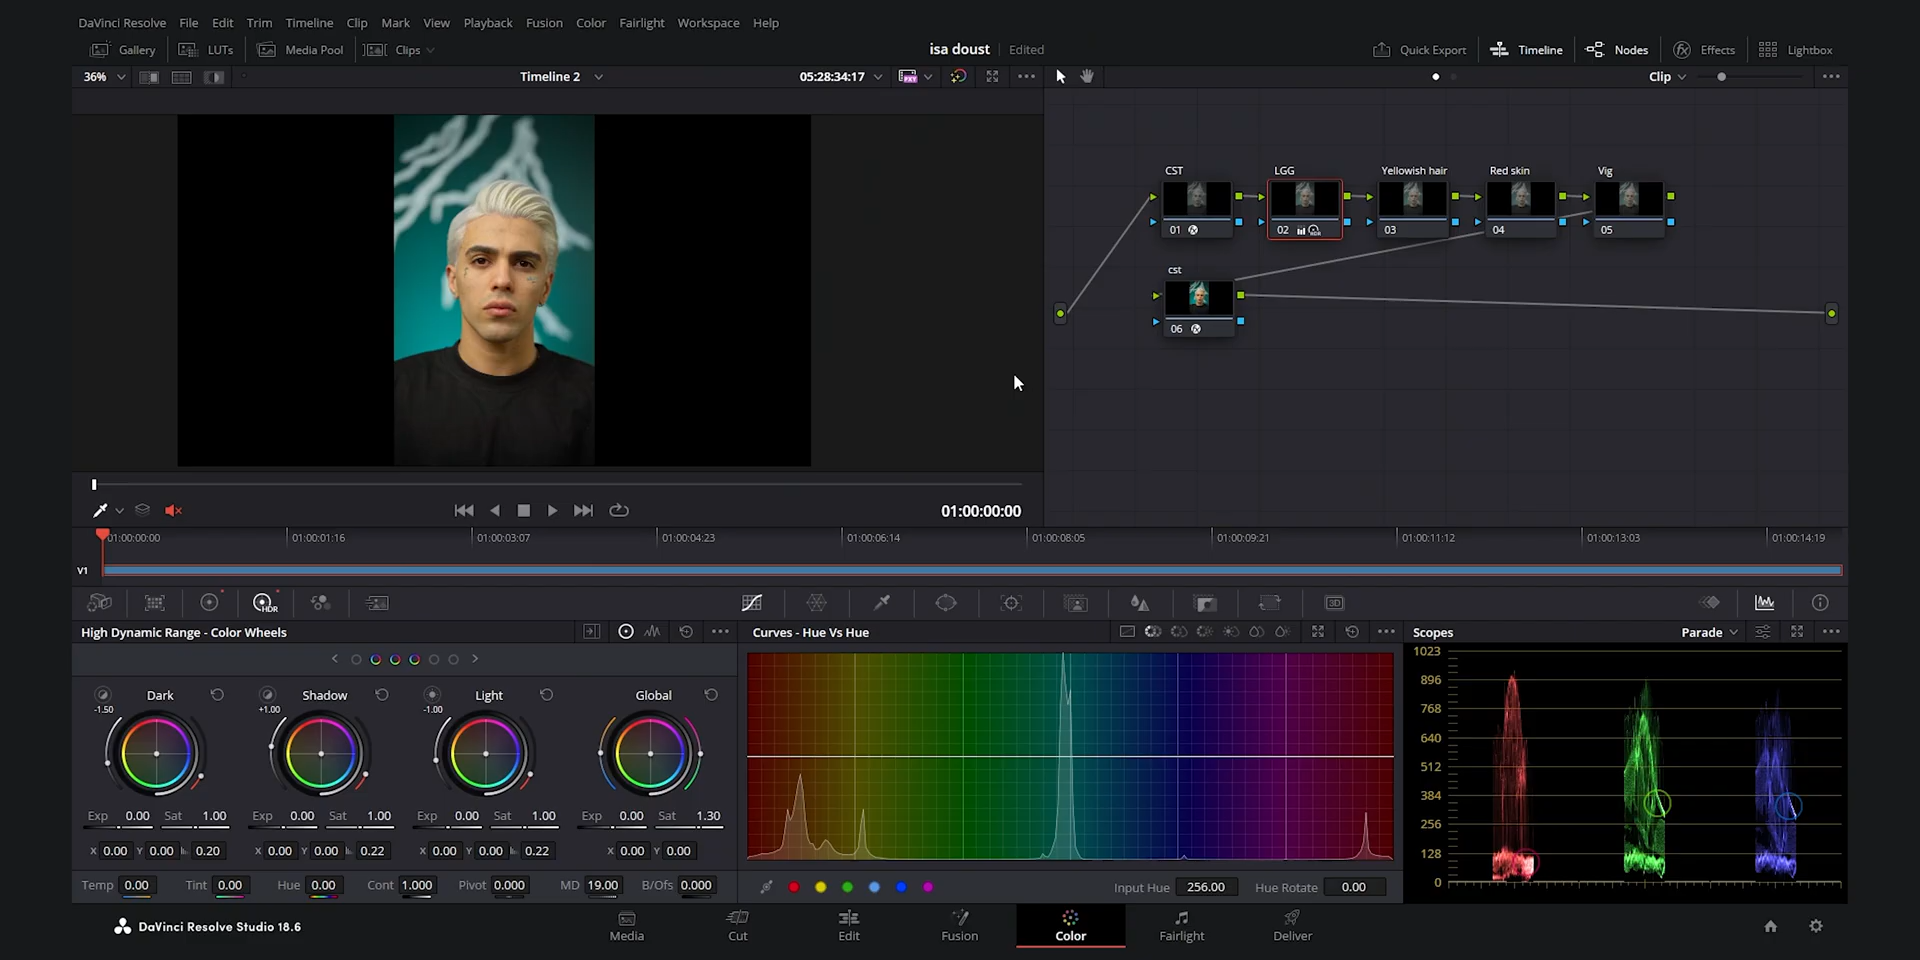 DaVinci Resolve File Edit Trim Timeline Clip Mark View Playback Fusion Color Fairlight Workspace Help
Gallery LUTs Media Pool Clips isa doust Edited Quick Export Timeline Nodes Effects Lightbox
36% Timeline 2 05:28:34:17 Clip
CST LGG Yellowish hair Red skin Vig
01 02 03 04 05
cst
06
01:00:00:00
01:00:00:00 01:00:01:16 01:00:03:07 01:00:04:23 01:00:06:14 01:00:08:05 01:00:09:21 01:00:11:12 01:00:13:03 01:00:14:19
V1
HDR 3D
High Dynamic Range - Color Wheels Curves - Hue Vs Hue Scopes Parade
Dark Shadow Light Global
-1.50 +1.00 -1.00
Exp 0.00 Sat 1.00 Exp 0.00 Sat 1.00 Exp 0.00 Sat 1.00 Exp 0.00 Sat 1.30
X 0.00 Y 0.00 0.20 X 0.00 Y 0.00 0.22 X 0.00 Y 0.00 0.22 X 0.00 Y 0.00
Temp 0.00 Tint 0.00 Hue 0.00 Cont 1.000 Pivot 0.000 MD 19.00 B/Ofs 0.000
Input Hue 256.00 Hue Rotate 0.00
1023
896
768
640
512
384
256
128
0
DaVinci Resolve Studio 18.6 Media Cut Edit Fusion Color Fairlight Deliver